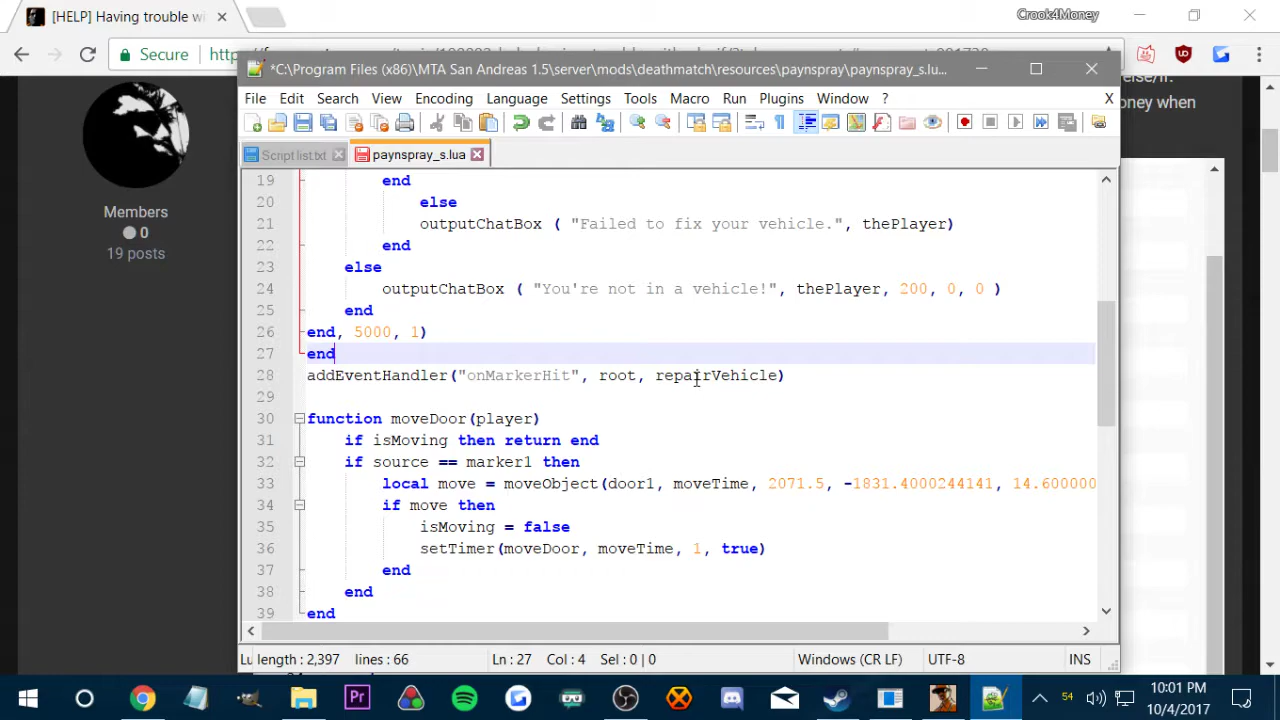 [HELP] Having trouble wi
Crook4Money
Secure
http
else/if.
oney when
Members
0
19 posts
*C:\Program Files (x86)\MTA San Andreas 1.5\server\mods\deathmatch\resources\paynspray\paynspray_s.lua...
File Edit Search View Encoding Language Settings Tools Macro Run Plugins Window ? X
Script list.txt paynspray_s.lua
19 end
20 else
21 outputChatBox ( "Failed to fix your vehicle.", thePlayer)
22 end
23 else
24 outputChatBox ( "You're not in a vehicle!", thePlayer, 200, 0, 0 )
25 end
26 end, 5000, 1)
27 end
28 addEventHandler("onMarkerHit", root, repairVehicle)
29
30 function moveDoor(player)
31 if isMoving then return end
32 if source == marker1 then
33 local move = moveObject(door1, moveTime, 2071.5, -1831.4000244141, 14.600000
34 if move then
35 isMoving = false
36 setTimer(moveDoor, moveTime, 1, true)
37 end
38 end
39 end
Lu length : 2,397 lines : 66 Ln : 27 Col : 4 Sel : 0 | 0 Windows (CR LF) UTF-8 INS
Pr
54
10:01 PM
10/4/2017